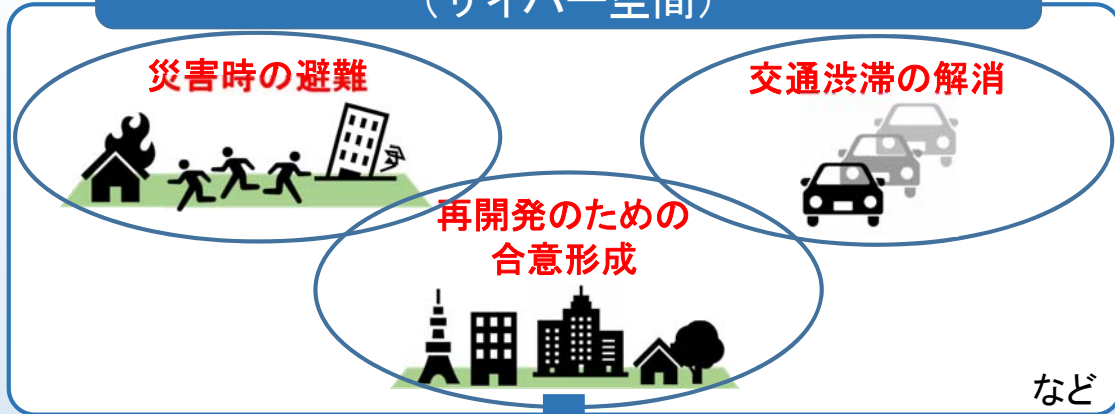 （サイバー空間）
災害時の避難
交通渋滞の解消
再開発のための
合意形成
など